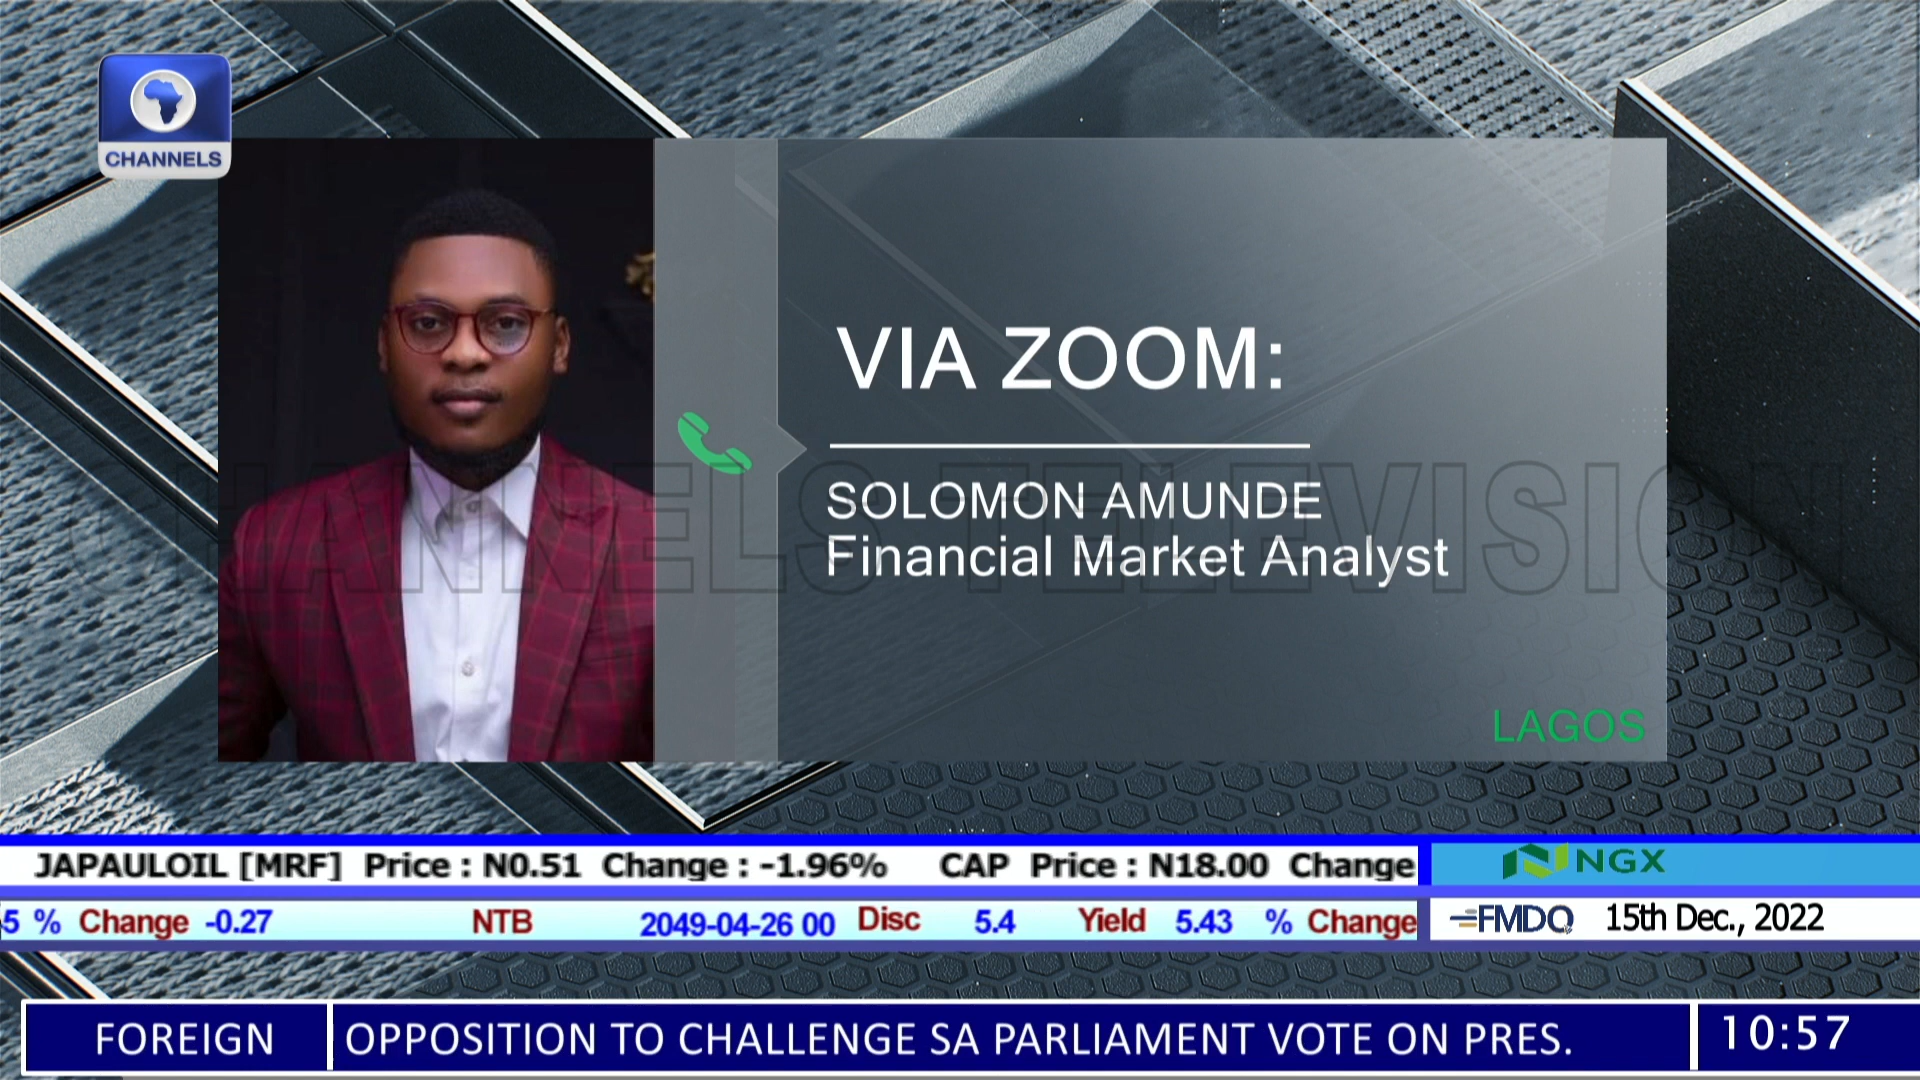 CHANNELS
VIA ZOOM:
SOLOMON AMUNDE
Financial Market Analyst
CHANNELS TELEVISION
LAGOS
JAPAULOIL [MRF] Price : N0.51 Change : -1.96% CAP Price : N18.00 Change
NGX
5 % Change -0.27 NTB 2049-04-26 00 Disc 5.4 Yield 5.43 % Change
FMDQ 15th Dec., 2022
FOREIGN OPPOSITION TO CHALLENGE SA PARLIAMENT VOTE ON PRES. 10:57